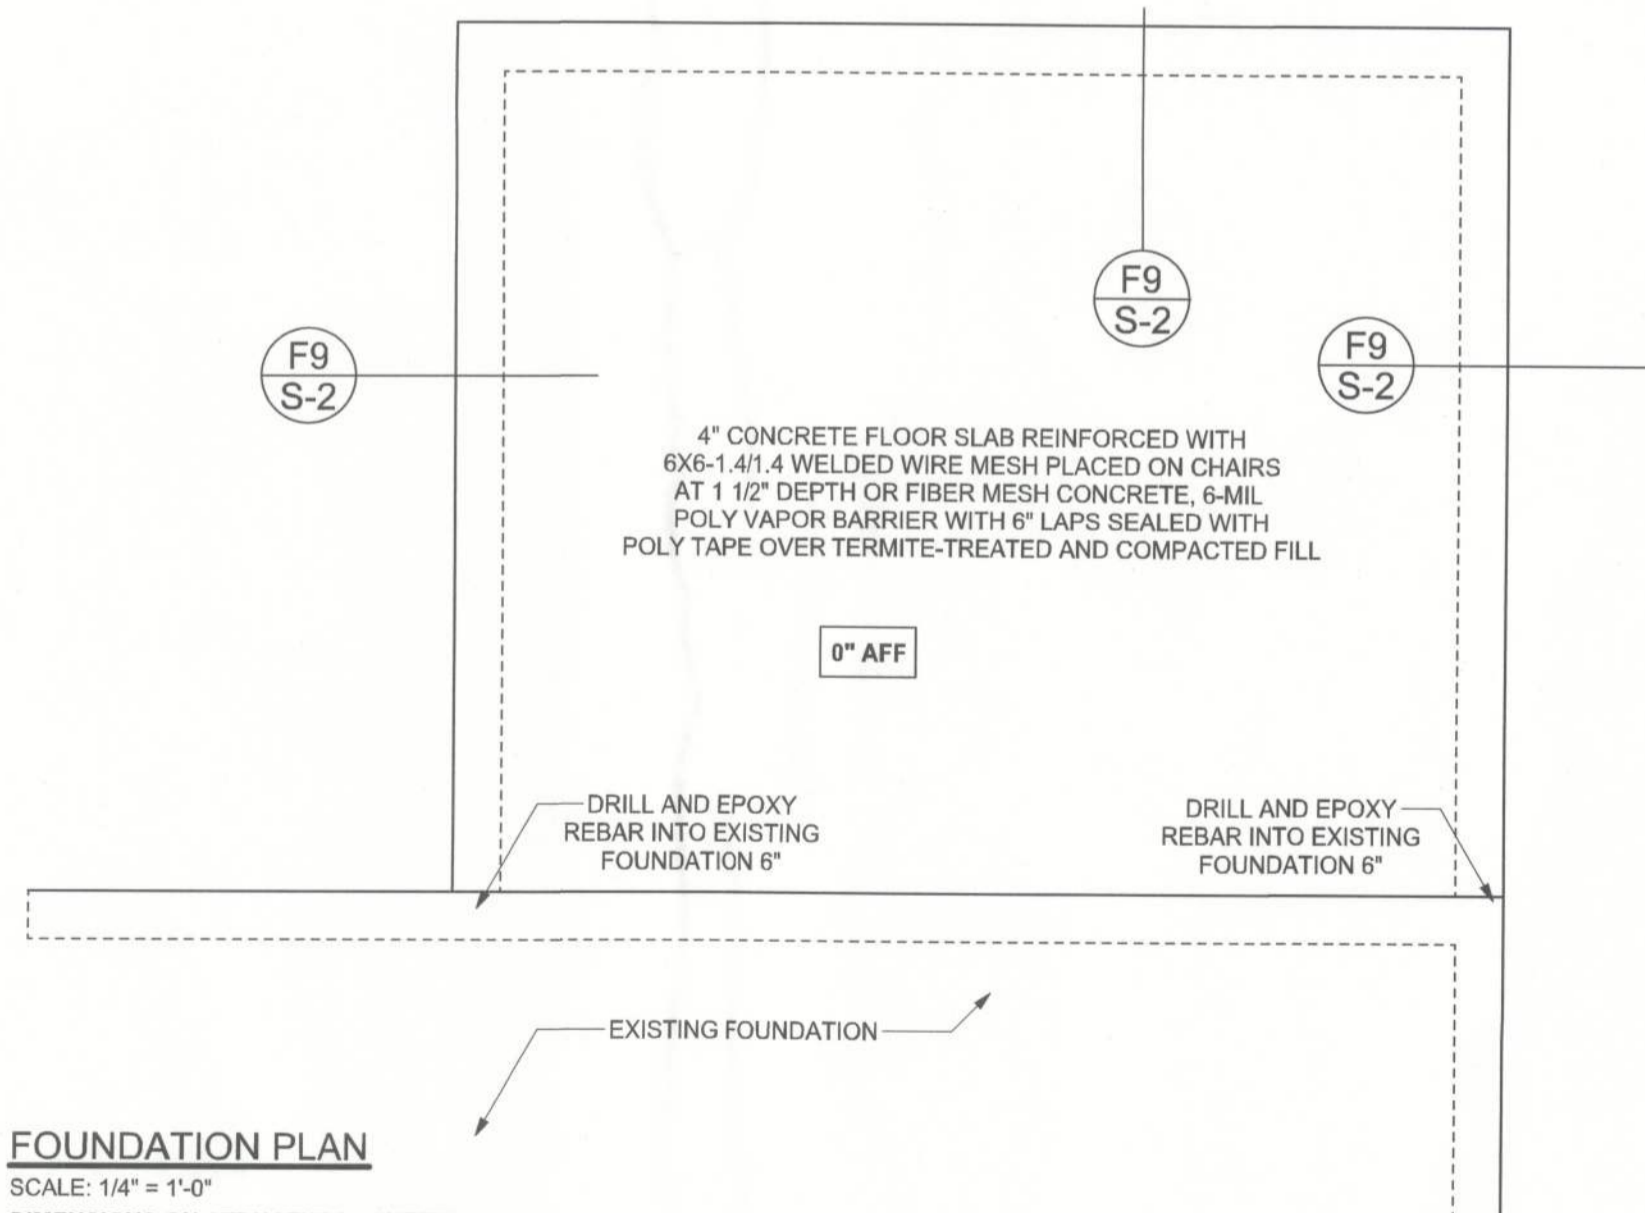 F9
S-2
F9
S-2
F9
S-2
4" CONCRETE FLOOR SLAB REINFORCED WITH
6X6-1.4/1.4 WELDED WIRE MESH PLACED ON CHAIRS
AT 1 1/2" DEPTH OR FIBER MESH CONCRETE, 6-MIL
POLY VAPOR BARRIER WITH 6" LAPS SEALED WITH
POLY TAPE OVER TERMITE-TREATED AND COMPACTED FILL
0" AFF
DRILL AND EPOXY
REBAR INTO EXISTING
FOUNDATION 6"
DRILL AND EPOXY
REBAR INTO EXISTING
FOUNDATION 6"
EXISTING FOUNDATION
FOUNDATION PLAN
SCALE: 1/4" = 1'-0"